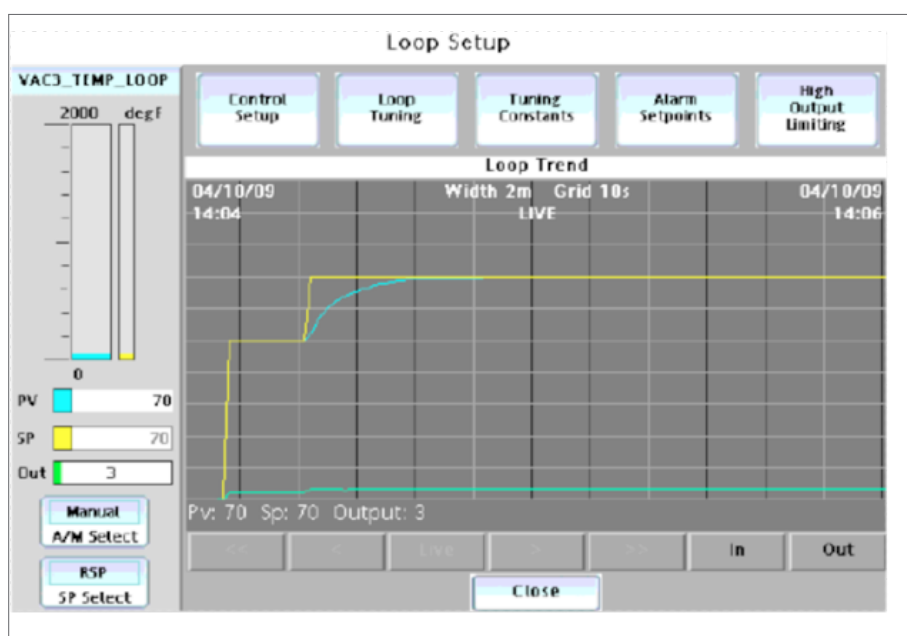 Loop Setup
VAC3_TEMP_LOOP
2000 degF
0
PV 70
SP 70
Out 3
Manual
A/M Select
RSP
SP Select
Control
Setup
Loop
Tuning
Tuning
Constants
Alarm
Setpoints
High
Output
Limiting
Loop Trend
04/10/09 Width 2m Grid 10s 04/10/09
14:04 LIVE 14:06
Pv: 70 Sp: 70 Output: 3
<< < Live > >> In Out
Close